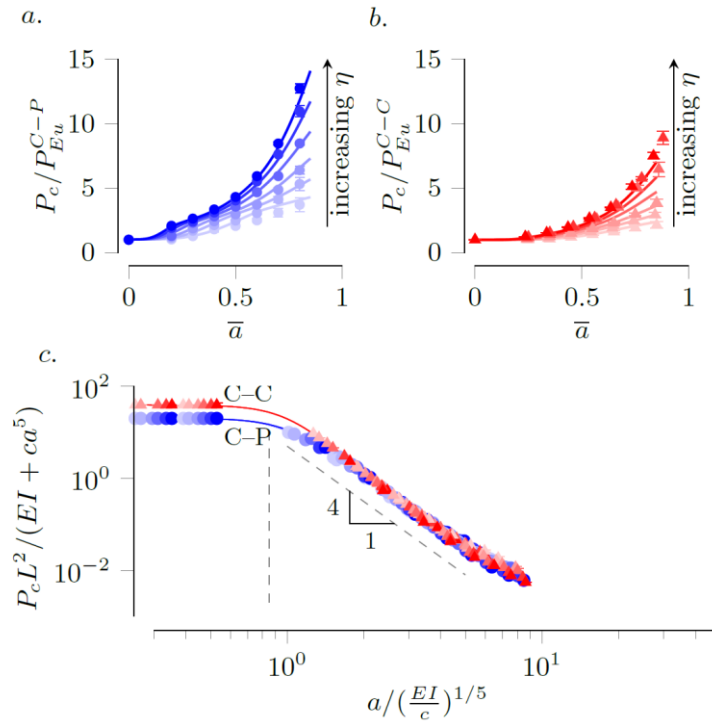 a.
b.
15
10
5
0
P_c/P_{Eu}^{C–P}
increasing η
0
0.5
1
a̅
15
10
5
0
P_c/P_{Eu}^{C–C}
increasing η
0
0.5
1
a̅
c.
10^2
10^0
10^{−2}
P_cL^2/(EI + ca^5)
C–C
C–P
4
1
10^0
10^1
a/(\frac{EI}{c})^{1/5}